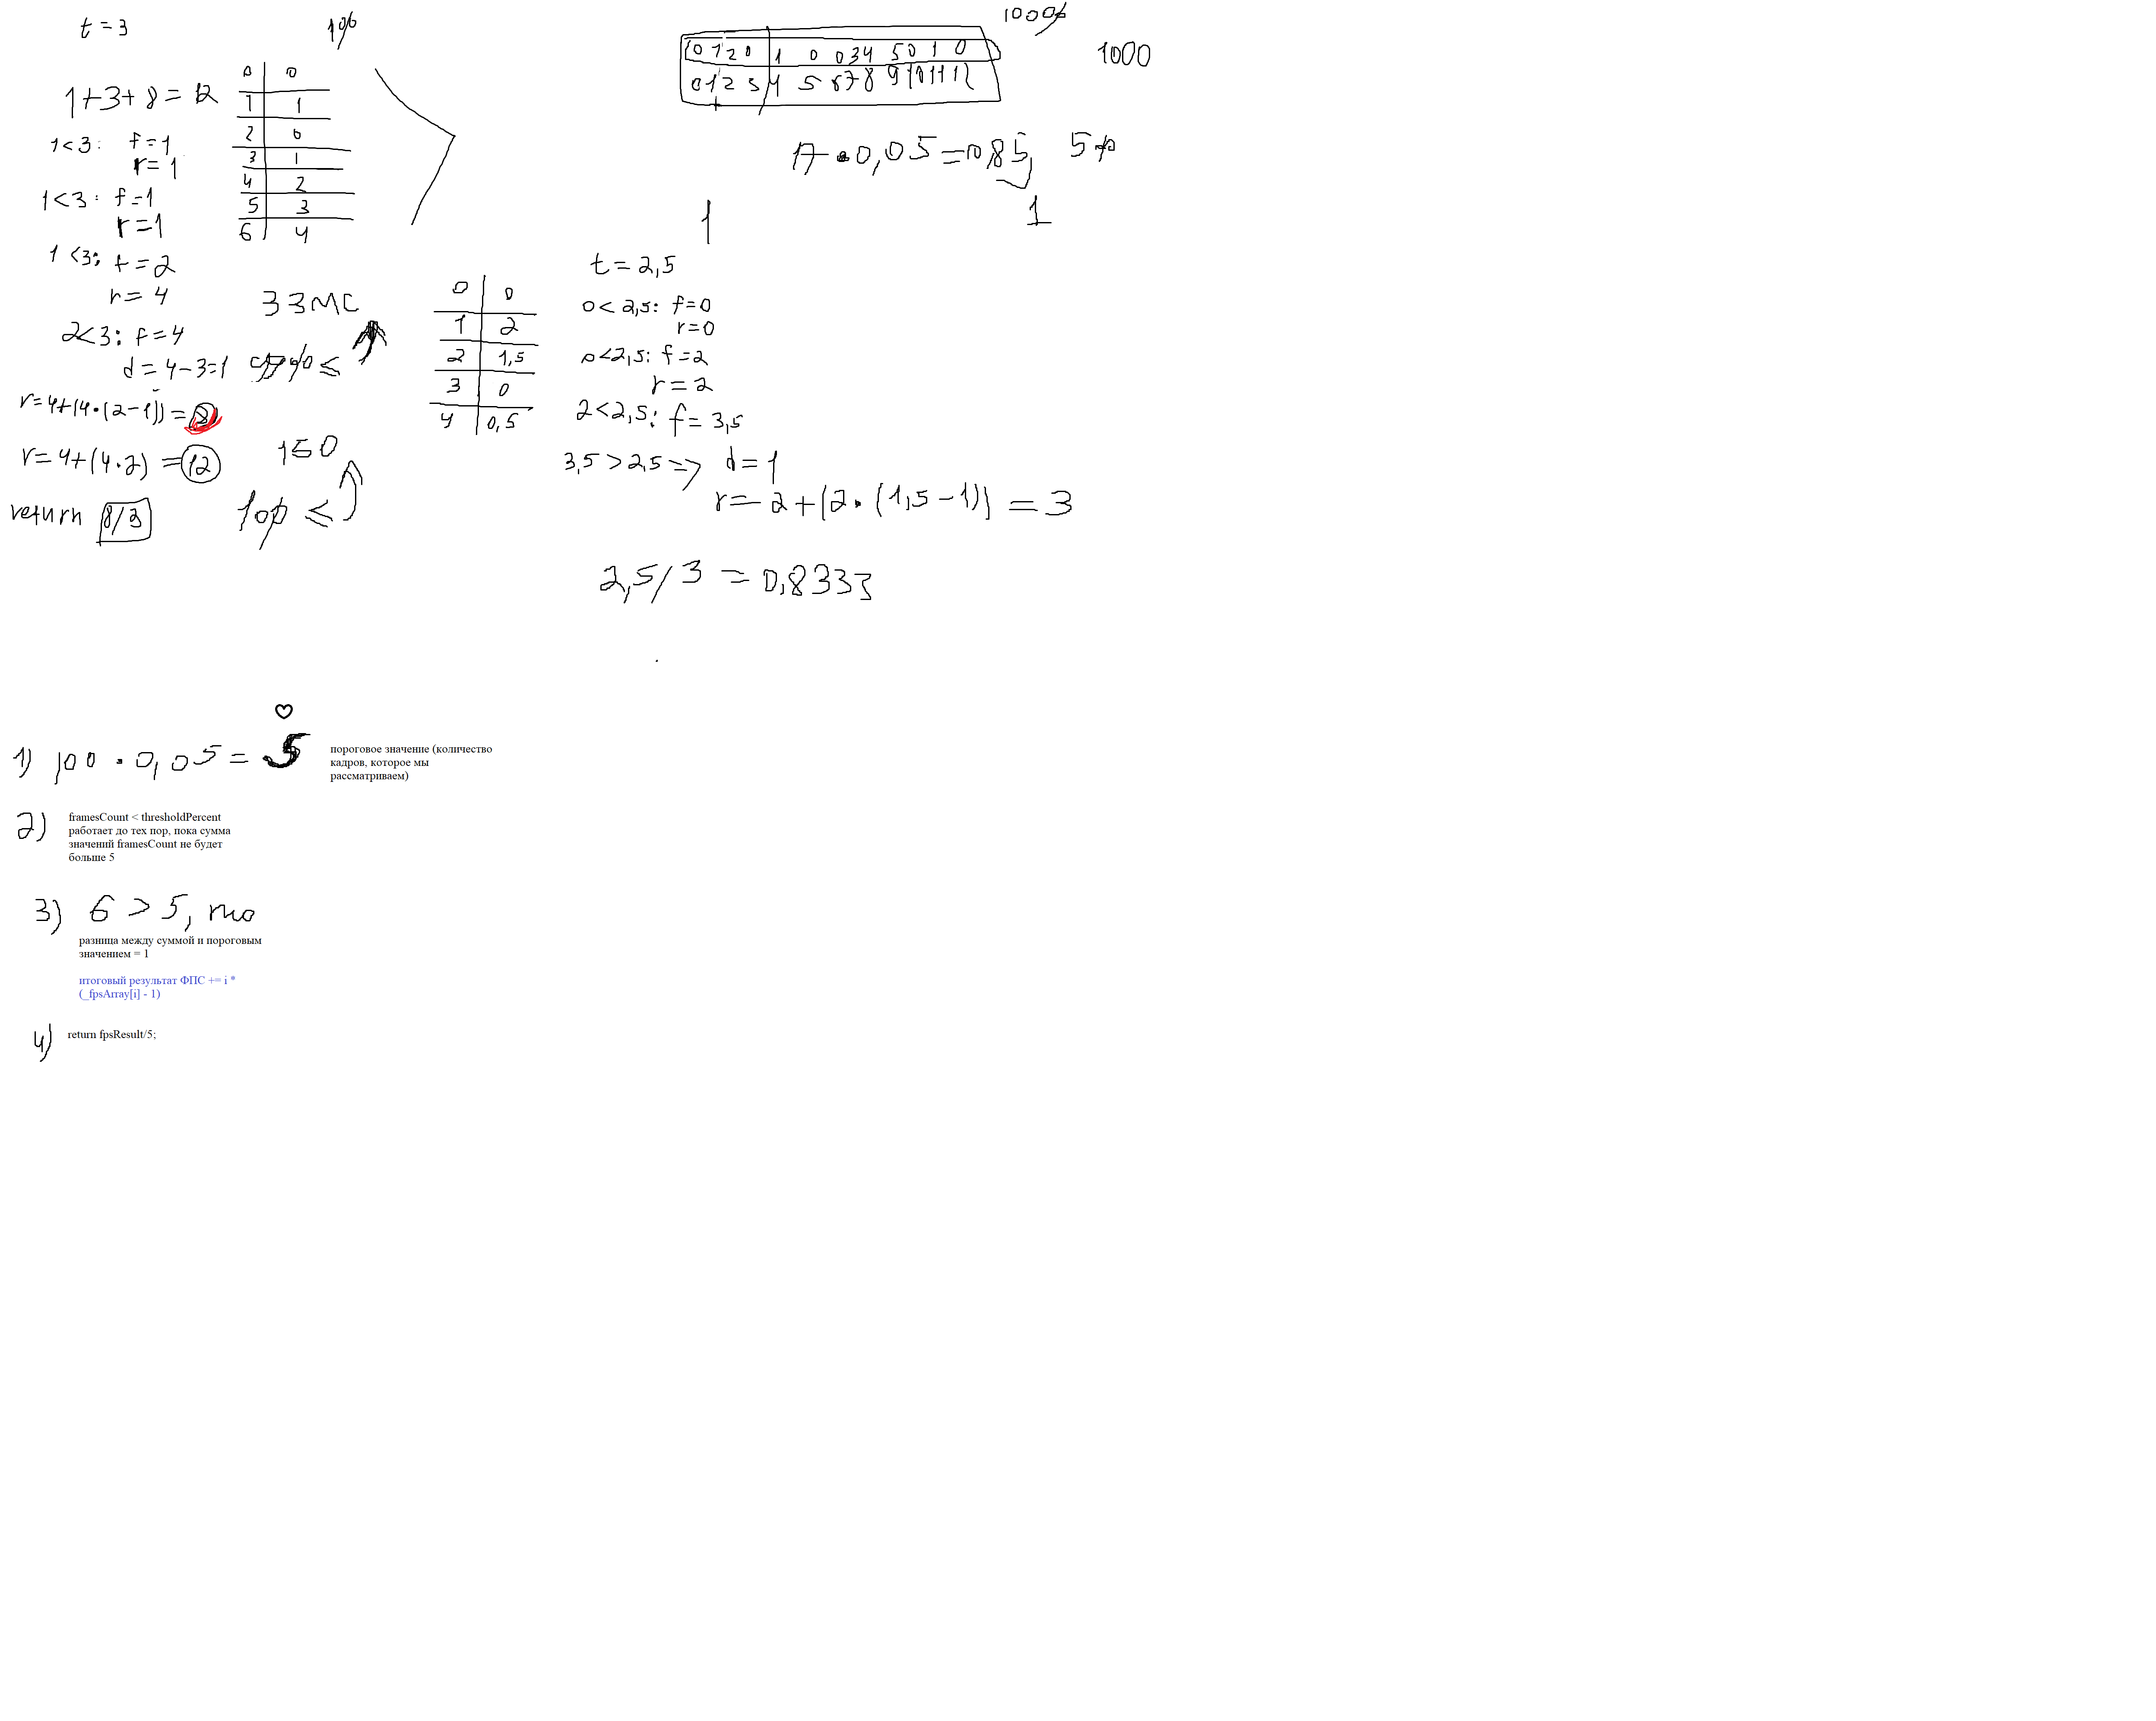 t = 3
1%
1+3+8 = 12
0 0
1 1
2 0
3 1
4 2
5 3
6 4
1<3: f=1
r=1
1<3: f=1
r=1
1<3: f=2
r=4
2<3: f=4
d=4-3=1
r=4+(4·(2-1))=8
r=4+(4·2)=12
return 8/3
33мс
≤
150
≤
0 0
1 2
2 1,5
3 0
4 0,5
100%
1000
0 1 2 0 1 0 0 3 4 5 0 1 0
0 1 2 3 4 5 6 7 8 9 10 11 12
17·0,05=0,85
5%
1
1
t=2,5
0<2,5: f=0
r=0
0<2,5: f=2
r=2
2<2,5: f=3,5
3,5>2,5 => d=1
r=2+(2·(1,5-1))=3
2,5/3=0,8333
1) 100·0,05=5
пороговое значение (количество
кадров, которое мы
рассматриваем)
2)
framesCount < thresholdPercent
работает до тех пор, пока сумма
значений framesCount не будет
больше 5
3) 6 > 5, то
разница между суммой и пороговым
значением = 1
итоговый результат ФПС += i *
(_fpsArray[i] - 1)
4)
return fpsResult/5;